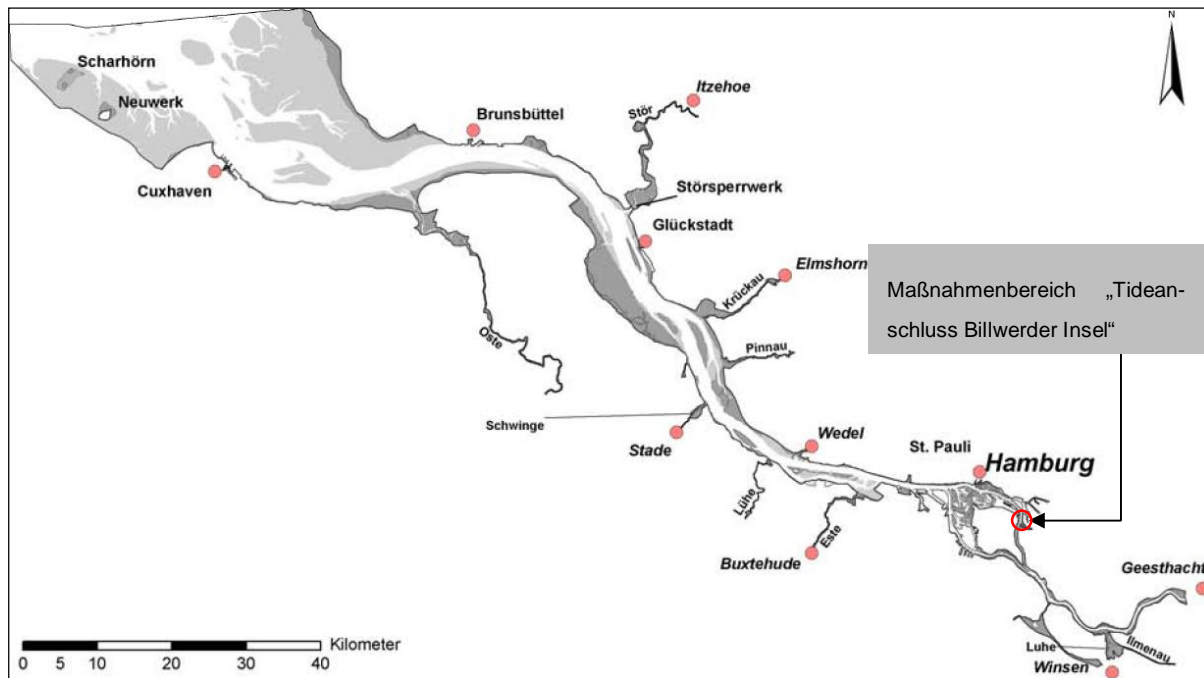 N
Scharhörn
Neuwerk
Cuxhaven
Brunsbüttel
Itzehoe
Stör
Störsperrwerk
Glückstadt
Elmshorn
Krückau
Pinnau
Oste
Maßnahmenbereich „Tidean-
schluss Billwerder Insel“
Schwinge
Stade
Wedel
St. Pauli
Hamburg
Lühe
Este
Buxtehude
Geesthacht
Ilmenau
Luhe
Winsen
Kilometer
0 5 10 20 30 40